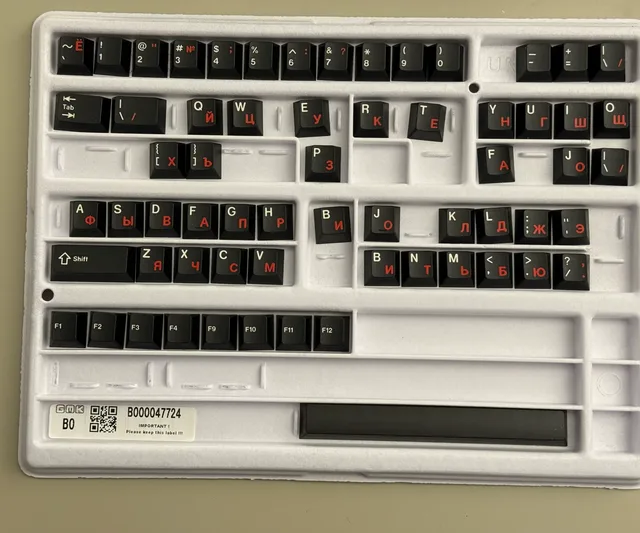 ~ ` Ё ! 1 @ " 2 # № 3 $ ; 4 % 5 ^ : 6 & ? 7 * 8 ( 9 ) 0 _ - + = | \ /
Tab | \ / Q Й W Ц E У R К T Е Y Н U Г I Ш O Щ
{ [ Х } ] Ъ P З F А J О | \ /
A Ф S Ы D В F А G П H Р B И J О K Л L Д : ; Ж " ' Э
Shift Z Я X Ч C С V М B И N Т M Ь < , Б > . Ю ? /
F1 F2 F3 F4 F9 F10 F11 F12
GMK B000047724
B0 IMPORTANT !
Please keep this label !!!